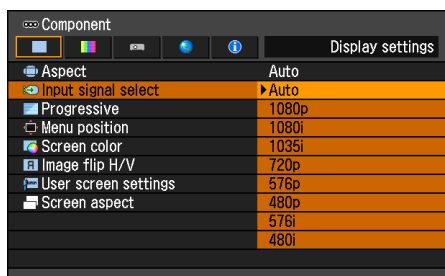 Component
Display settings
Aspect Auto
Input signal select Auto
Progressive 1080p
Menu position 1080i
Screen color 1035i
Image flip H/V 720p
User screen settings 576p
Screen aspect 480p
576i
480i